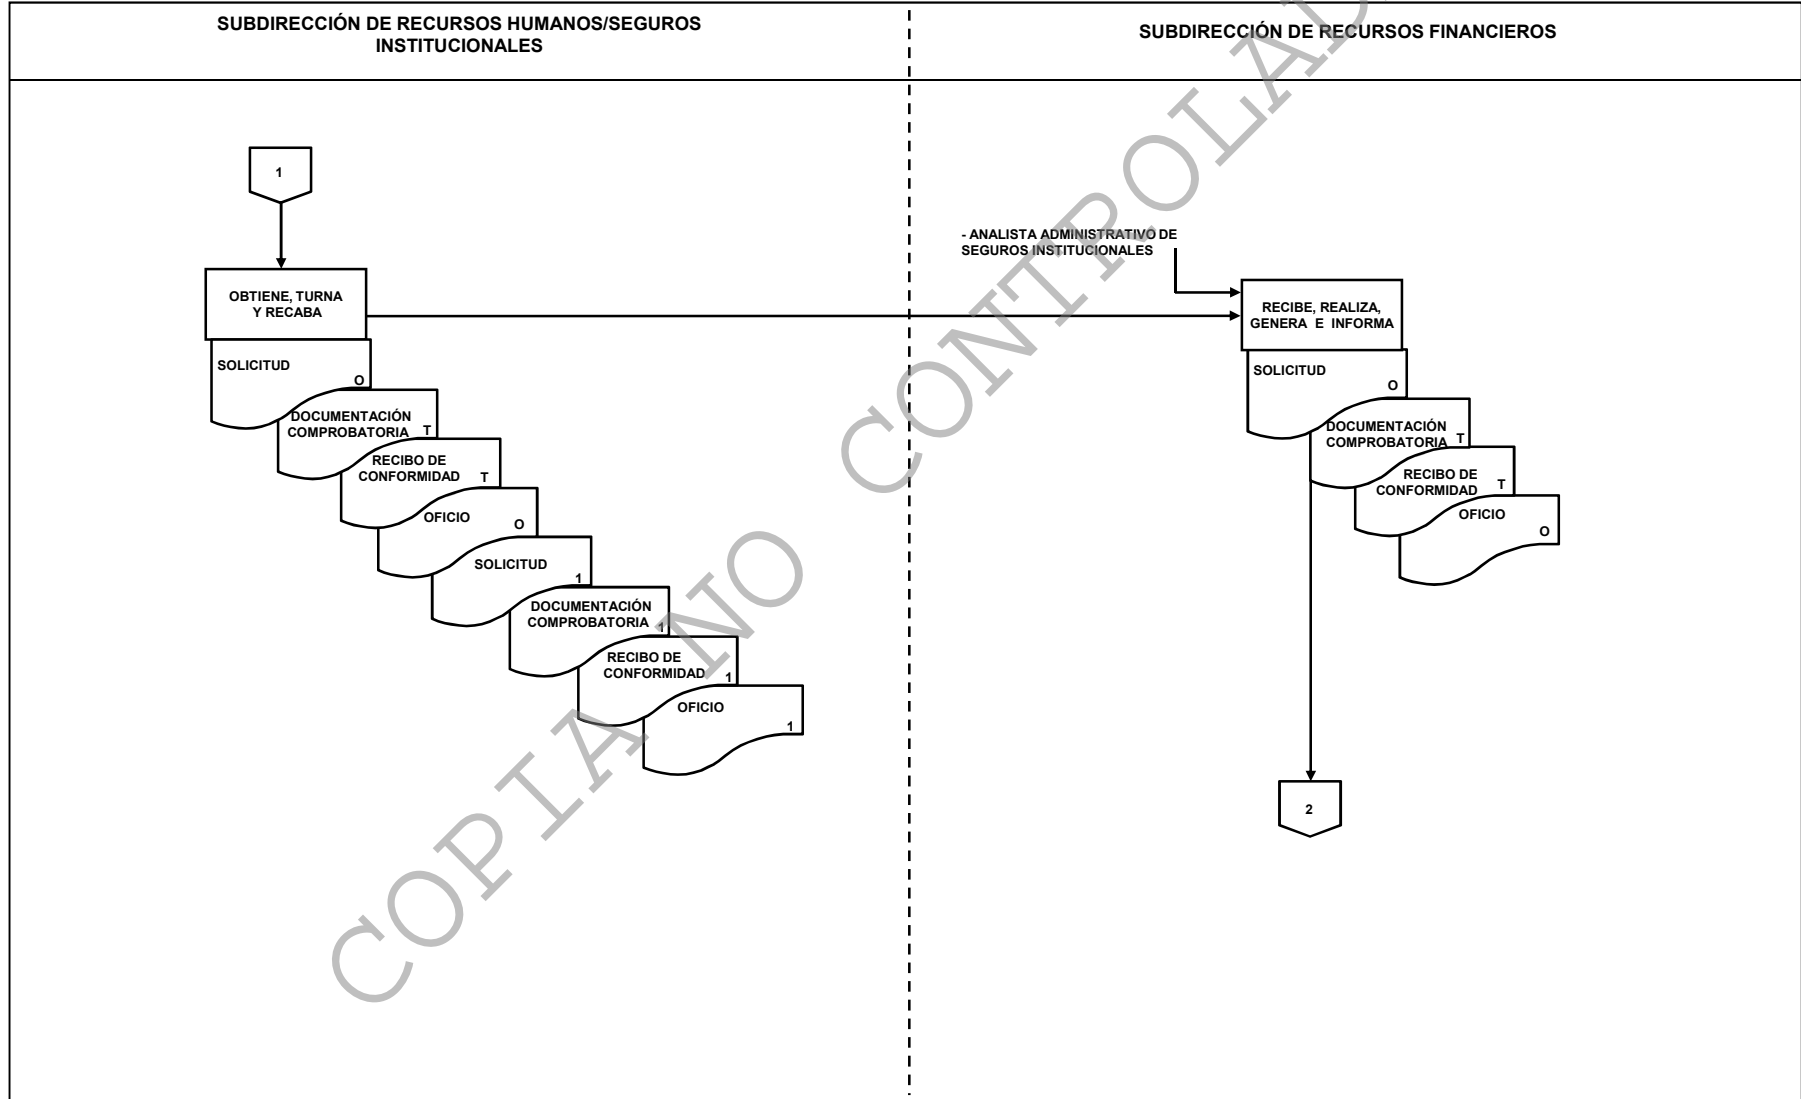 SUBDIRECCIÓN DE RECURSOS HUMANOS/SEGUROS
INSTITUCIONALES
SUBDIRECCIÓN DE RECURSOS FINANCIEROS
1
OBTIENE, TURNA
Y RECABA
SOLICITUD
O
DOCUMENTACIÓN
COMPROBATORIA T
RECIBO DE
CONFORMIDAD
T
OFICIO
O
SOLICITUD
1
DOCUMENTACIÓN
COMPROBATORIA 1
RECIBO DE
CONFORMIDAD 1
OFICIO
1
- ANALISTA ADMINISTRATIVO DE
SEGUROS INSTITUCIONALES
RECIBE, REALIZA,
GENERA E INFORMA
SOLICITUD
O
DOCUMENTACIÓN
COMPROBATORIA T
RECIBO DE
CONFORMIDAD T
OFICIO
O
2
COPIA NO CONTROLAD